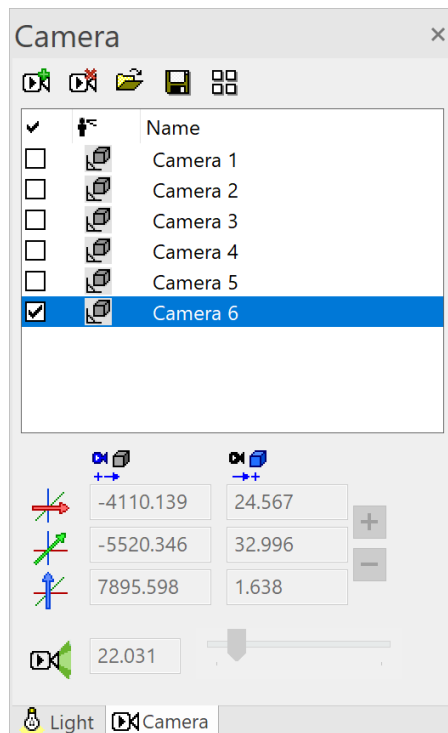 Camera
Name
Camera 1
Camera 2
Camera 3
Camera 4
Camera 5
Camera 6
-4110.139 24.567
-5520.346 32.996
7895.598 1.638
22.031
Light Camera